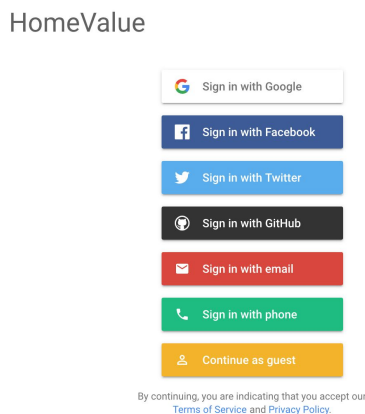 HomeValue
Sign in with Google
Sign in with Facebook
Sign in with Twitter
Sign in with GitHub
Sign in with email
Sign in with phone
Continue as guest
By continuing, you are indicating that you accept our
Terms of Service and Privacy Policy.